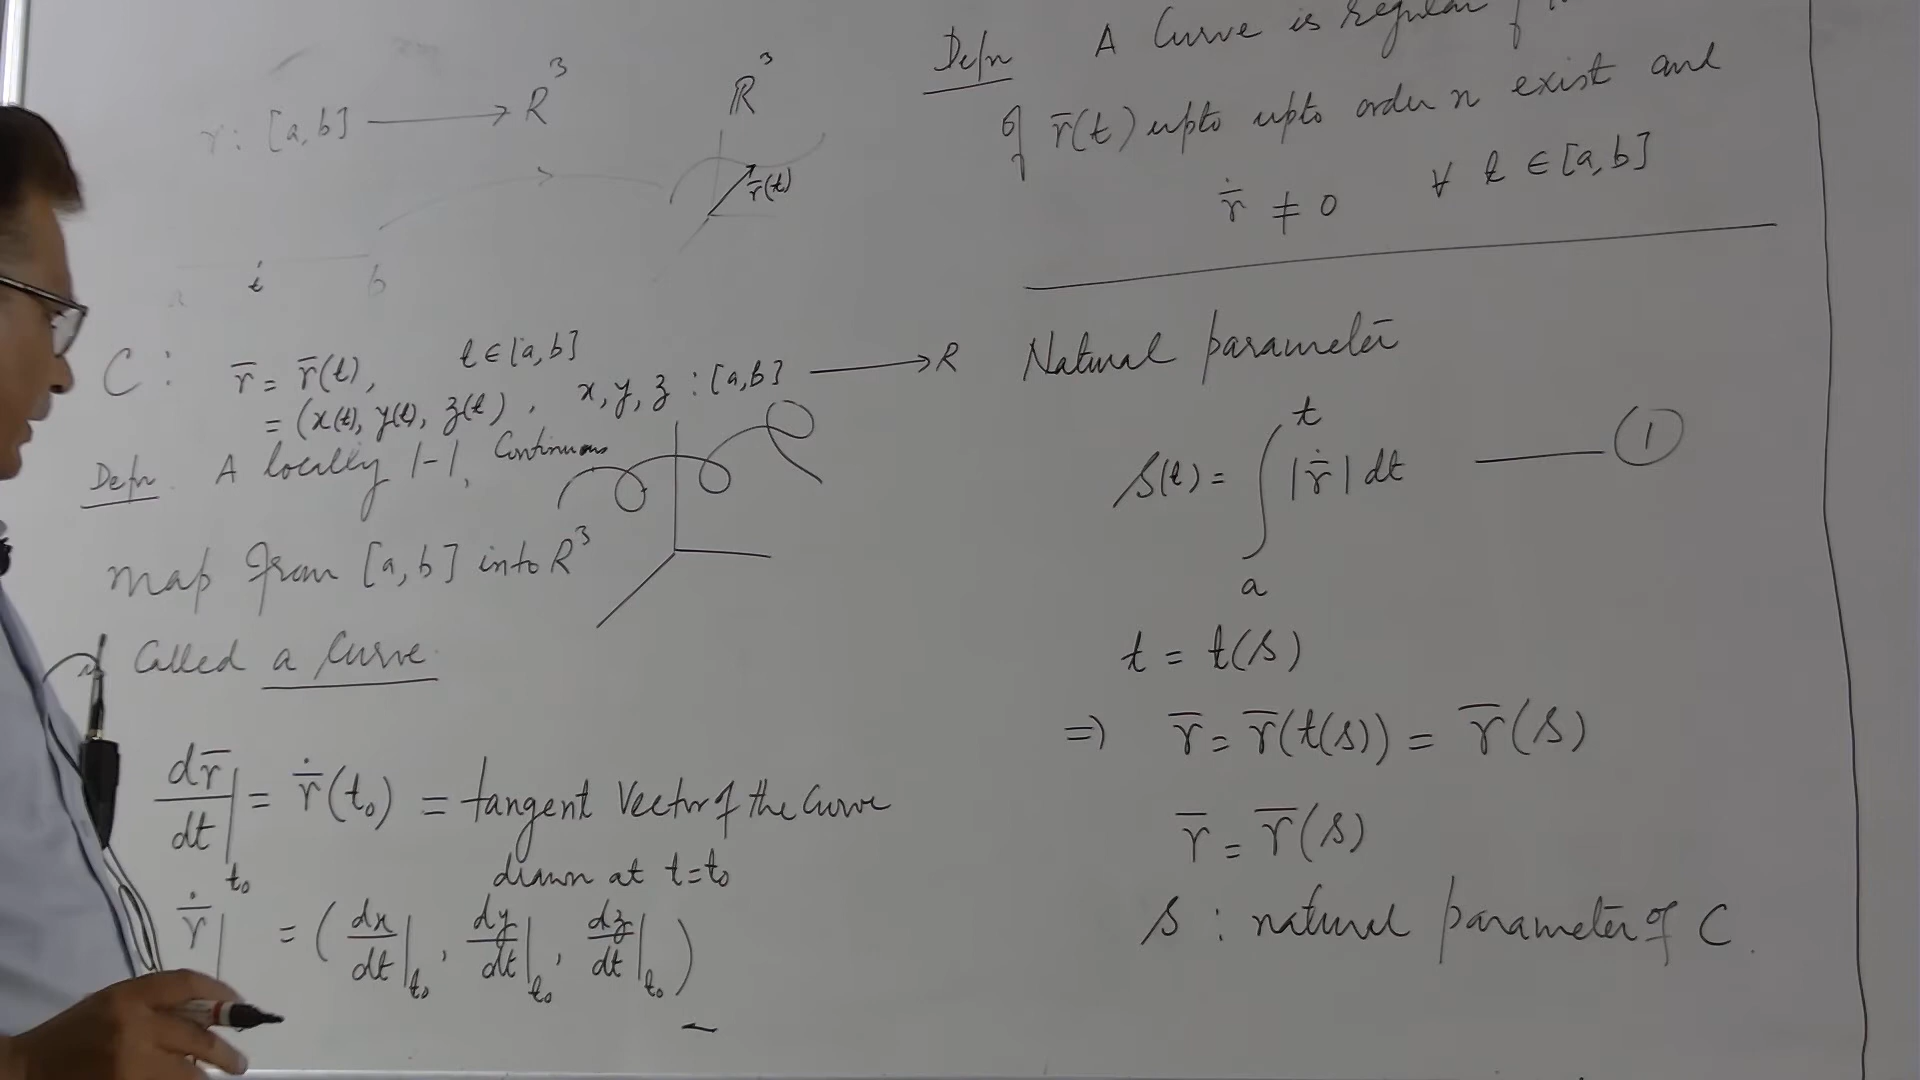 r : [a,b] ⟶ R³
R³
r̄(t)
t
b
C : r̄ = r̄(t), t ∈ [a,b]
= (x(t), y(t), z(t)), x, y, z : [a,b] ⟶ R
Defn. A locally 1-1, Continuous
map from [a,b] into R³
is Called a Curve.
dr̄/dt|t₀ = ṙ̄(t₀) = tangent Vector of the Curve
drawn at t=t₀
ṙ̄| = (dx/dt|t₀, dy/dt|t₀, dz/dt|t₀)
Defn A Curve is regular if
of r̄(t) upto upto order n exist and
ṙ̄ ≠ 0 ∀ t ∈ [a,b]
Natural parameter
s(t) = ∫ₐᵗ |ṙ̄| dt —— ①
t = t(s)
⇒ r̄ = r̄(t(s)) = r̄(s)
r̄ = r̄(s)
s : natural parameter of C.